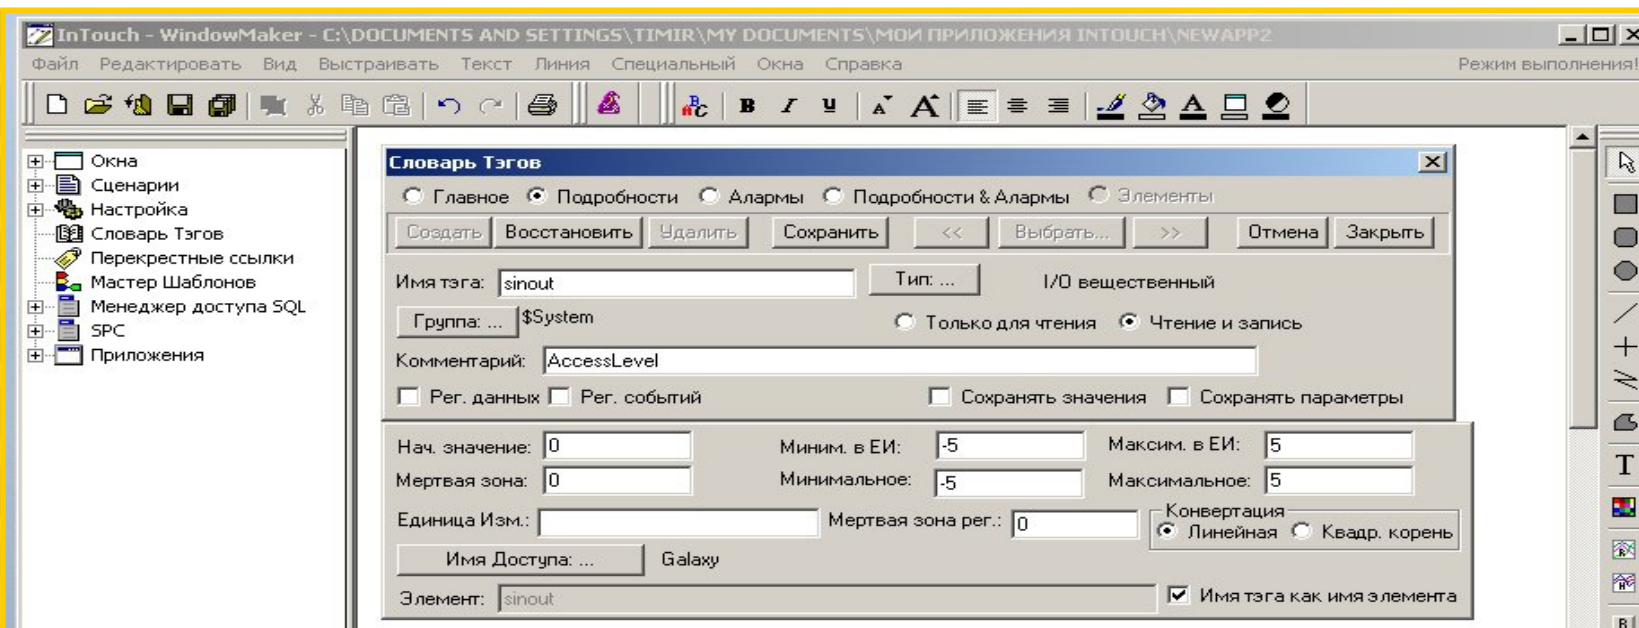 InTouch - WindowMaker - C:\DOCUMENTS AND SETTINGS\TIMIR\MY DOCUMENTS\МОИ ПРИЛОЖЕНИЯ INTOUCH\NEWAPP2
Файл Редактировать Вид Выстраивать Текст Линия Специальный Окна Справка Режим выполнения!
Окна
Сценарии
Настройка
Словарь Тэгов
Перекрестные ссылки
Мастер Шаблонов
Менеджер доступа SQL
SPC
Приложения
Словарь Тэгов
Главное Подробности Алармы Подробности & Алармы Элементы
Создать Восстановить Удалить Сохранить << Выбрать... >> Отмена Закрыть
Имя тэга: sinout Тип: ... I/O вещественный
Группа: ... $System Только для чтения Чтение и запись
Комментарий: AccessLevel
Рег. данных Рег. событий Сохранять значения Сохранять параметры
Нач. значение: 0 Миним. в ЕИ: -5 Максим. в ЕИ: 5
Мертвая зона: 0 Минимальное: -5 Максимальное: 5
Единица Изм.: Мертвая зона рег.: 0 Конвертация
Линейная Квадр. корень
Имя Доступа: ... Galaxy
Элемент: sinout Имя тэга как имя элемента